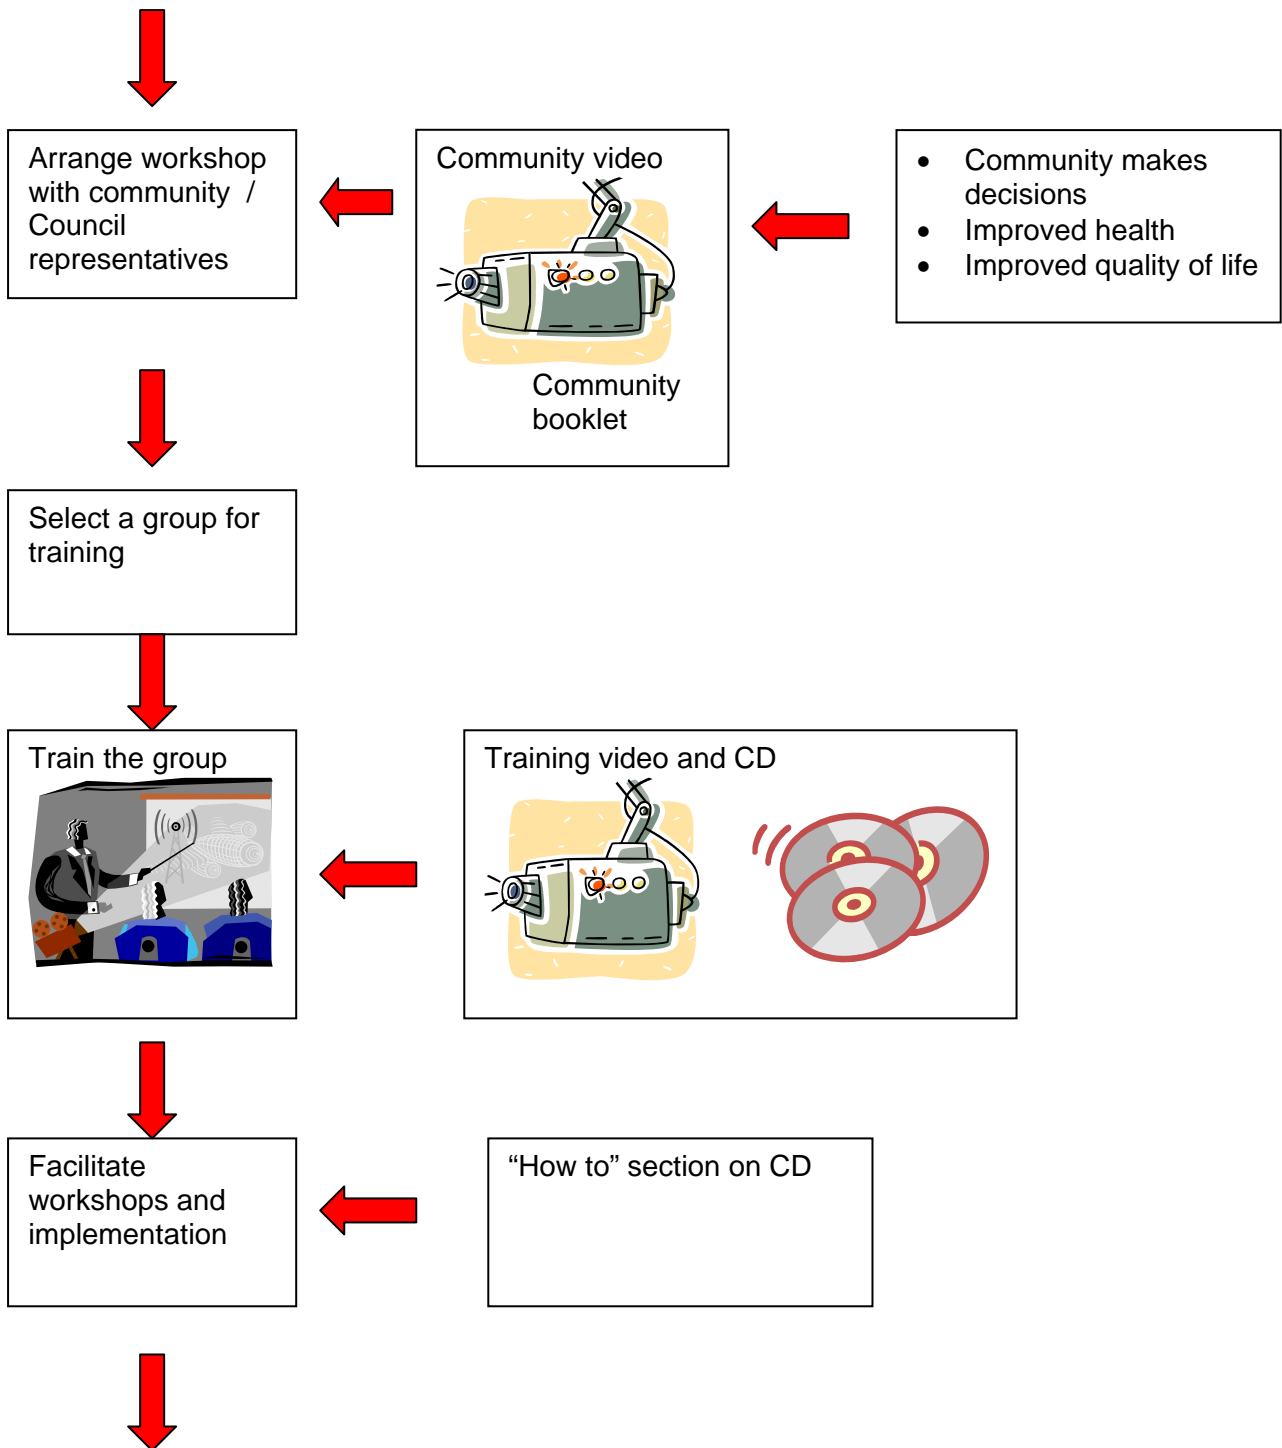 Arrange workshop
with community /
Council
representatives
Community video
Community
booklet
• Community makes
decisions
• Improved health
• Improved quality of life
Select a group for
training
Train the group
Training video and CD
Facilitate
workshops and
implementation
“How to” section on CD